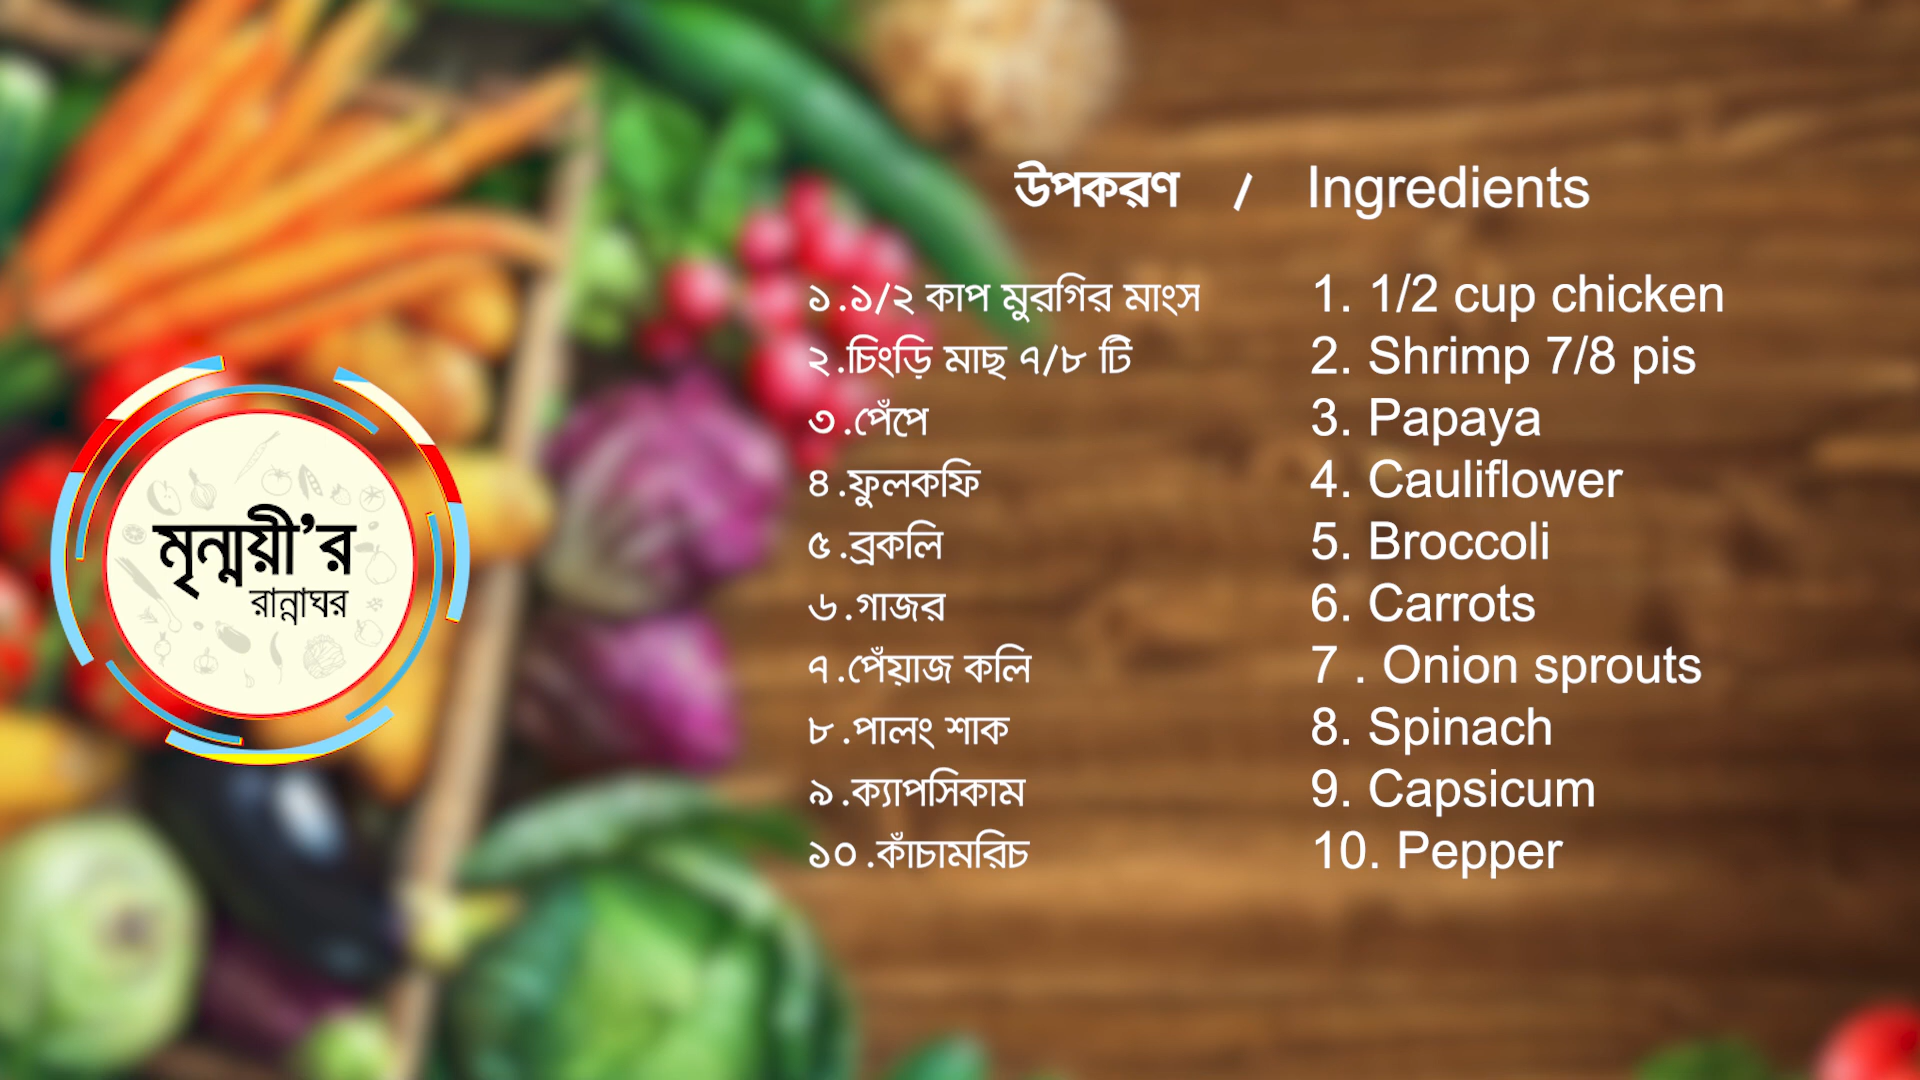 উপকরণ / Ingredients
১.১/২ কাপ মুরগির মাংস
২.চিংড়ি মাছ ৭/৮ টি
৩.পেঁপে
৪.ফুলকফি
৫.ব্রকলি
৬.গাজর
৭.পেঁয়াজ কলি
৮.পালং শাক
৯.ক্যাপসিকাম
১০.কাঁচামরিচ
1. 1/2 cup chicken
2. Shrimp 7/8 pis
3. Papaya
4. Cauliflower
5. Broccoli
6. Carrots
7 . Onion sprouts
8. Spinach
9. Capsicum
10. Pepper
মৃন্ময়ী’র
রান্নাঘর